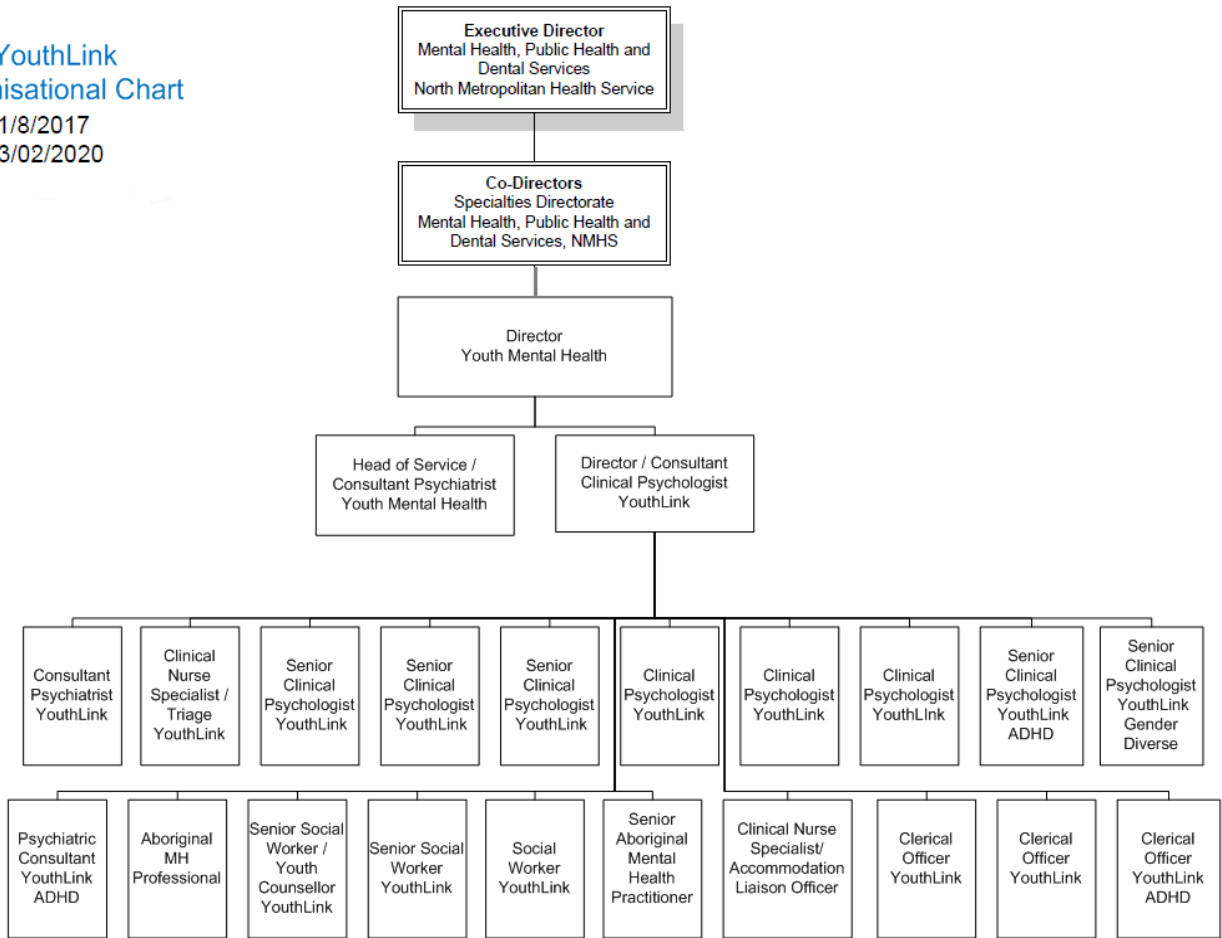 YouthLink
nisational Chart
1/8/2017
3/02/2020
Executive Director
Mental Health, Public Health and
Dental Services
North Metropolitan Health Service
Co-Directors
Specialties Directorate
Mental Health, Public Health and
Dental Services, NMHS
Director
Youth Mental Health
Head of Service /
Consultant Psychiatrist
Youth Mental Health
Director / Consultant
Clinical Psychologist
YouthLink
Consultant
Psychiatrist
YouthLink
Clinical
Nurse
Specialist /
Triage
YouthLink
Senior
Clinical
Psychologist
YouthLink
Senior
Clinical
Psychologist
YouthLink
Senior
Clinical
Psychologist
YouthLink
Clinical
Psychologist
YouthLink
Clinical
Psychologist
YouthLink
Clinical
Psychologist
YouthLInk
Senior
Clinical
Psychologist
YouthLink
ADHD
Senior
Clinical
Psychologist
YouthLink
Gender
Diverse
Psychiatric
Consultant
YouthLink
ADHD
Aboriginal
MH
Professional
Senior Social
Worker /
Youth
Counsellor
YouthLink
Senior Social
Worker
YouthLink
Social
Worker
YouthLink
Senior
Aboriginal
Mental
Health
Practitioner
Clinical Nurse
Specialist/
Accommodation
Liaison Officer
Clerical
Officer
YouthLink
Clerical
Officer
YouthLink
Clerical
Officer
YouthLink
ADHD